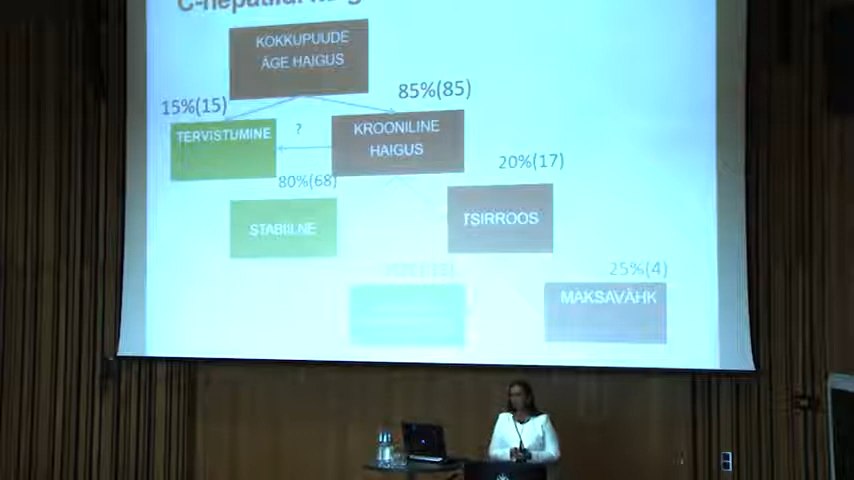 C-hepatiidi
KOKKUPUUDE
ÄGE HAIGUS
85%(85)
15%(15)
TERVISTUMINE
?
KROONILINE
HAIGUS
20%(17)
80%(68)
STABIILNE
TSIRROOS
25%(4)
MAKSAVÄHK